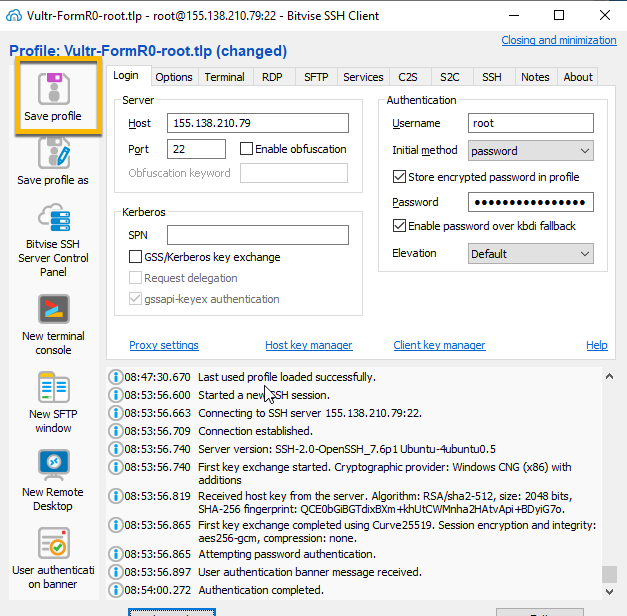 Vultr-FormR0-root.tlp - root@155.138.210.79:22 - Bitvise SSH Client
Closing and minimization
Profile: Vultr-FormR0-root.tlp (changed)
Save profile
Save profile as
Bitvise SSH
Server Control
Panel
New terminal
console
New SFTP
window
New Remote
Desktop
User authenticati
on banner
Login Options Terminal RDP SFTP Services C2S S2C SSH Notes About
Server
Host 155.138.210.79
Port 22 Enable obfuscation
Obfuscation keyword
Kerberos
SPN
GSS/Kerberos key exchange
Request delegation
gssapi-keyex authentication
Authentication
Username root
Initial method password
Store encrypted password in profile
Password ●●●●●●●●●●●●●●●●
Enable password over kbdi fallback
Elevation Default
Proxy settings Host key manager Client key manager Help
08:47:30.670 Last used profile loaded successfully.
08:53:56.600 Started a new SSH session.
08:53:56.663 Connecting to SSH server 155.138.210.79:22.
08:53:56.709 Connection established.
08:53:56.740 Server version: SSH-2.0-OpenSSH_7.6p1 Ubuntu-4ubuntu0.5
08:53:56.740 First key exchange started. Cryptographic provider: Windows CNG (x86) with
additions
08:53:56.819 Received host key from the server. Algorithm: RSA/sha2-512, size: 2048 bits,
SHA-256 fingerprint: QCE0bGiBGTdixBXm+khUtCWMnha2HAtvApi+BDyiG7o.
08:53:56.865 First key exchange completed using Curve25519. Session encryption and integrity:
aes256-gcm, compression: none.
08:53:56.865 Attempting password authentication.
08:53:56.897 User authentication banner message received.
08:54:00.272 Authentication completed.